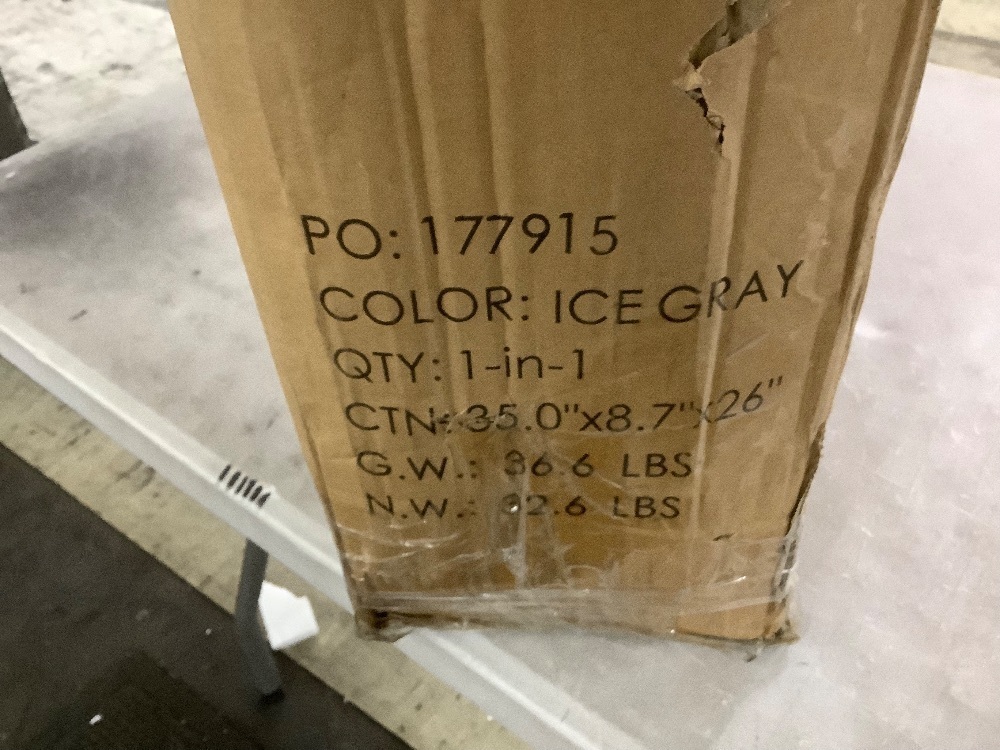 PO: 177915
COLOR: ICE GRAY
QTY: 1-in-1
CTN: 35.0"x8.7"x26"
G.W.: 36.6 LBS
N.W.: 32.6 LBS